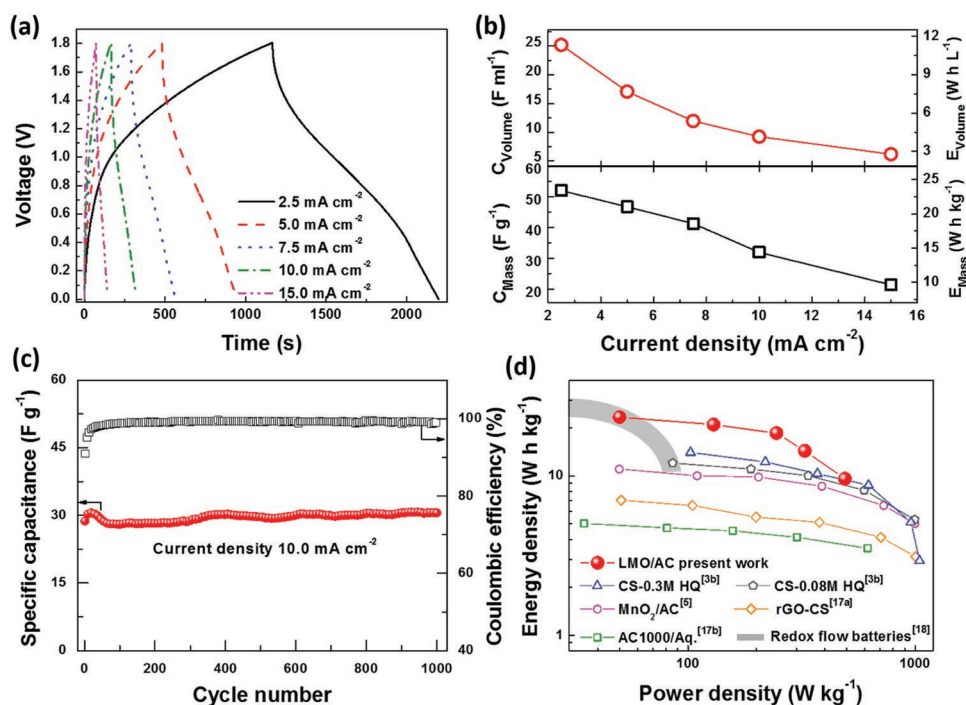 (a)
1.8
1.6
1.4
1.2
1.0
0.8
0.6
0.4
0.2
0.0
Voltage (V)
2.5 mA cm⁻²
5.0 mA cm⁻²
7.5 mA cm⁻²
10.0 mA cm⁻²
15.0 mA cm⁻²
0 250 500 750 1000 1250 1500 1750 2000 2250
Time (s)
(b)
25
20
15
10
5
C_Volume (F ml⁻¹)
12
9
6
3
E_Volume (W h L⁻¹)
60
50
40
30
20
C_Mass (F g⁻¹)
25
20
15
10
E_Mass (W h kg⁻¹)
2 4 6 8 10 12 14 16
Current density (mA cm⁻²)
(c)
60
45
30
15
0
Specific capacitance (F g⁻¹)
Current density 10.0 mA cm⁻²
100
80
60
40
Coulombic efficiency (%)
0 200 400 600 800 1000
Cycle number
(d)
10
1
Energy density (W h kg⁻¹)
LMO/AC present work
CS-0.3M HQ[3b] CS-0.08M HQ[3b]
MnO₂/AC[5] rGO-CS[17a]
AC1000/Aq.[17b] Redox flow batteries[18]
100 1000
Power density (W kg⁻¹)